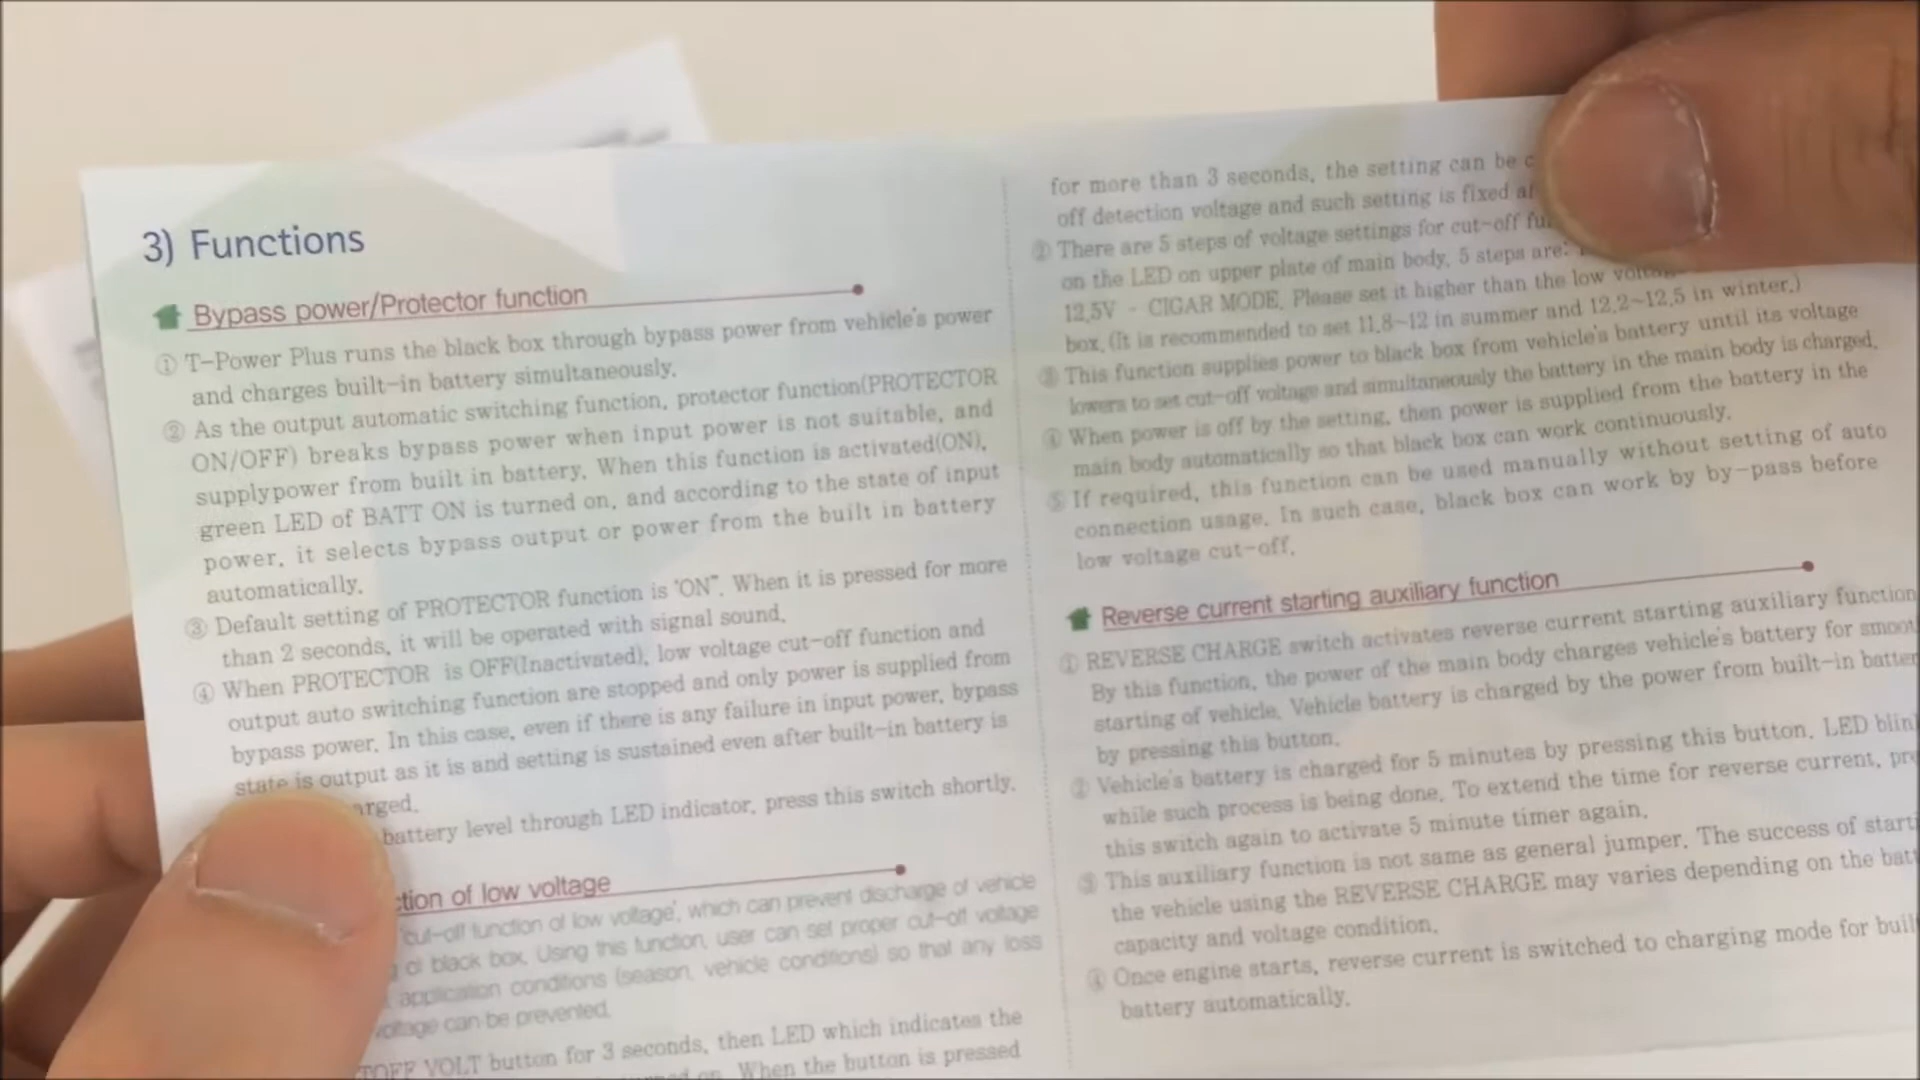 3) Functions
Bypass power/Protector function
① T-Power Plus runs the black box through bypass power from vehicle's power
and charges built-in battery simultaneously.
② As the output automatic switching function, protector function(PROTECTOR
ON/OFF) breaks bypass power when input power is not suitable, and
supplypower from built in battery. When this function is activated(ON),
green LED of BATT ON is turned on, and according to the state of input
power, it selects bypass output or power from the built in battery
automatically.
③ Default setting of PROTECTOR function is 'ON". When it is pressed for more
than 2 seconds, it will be operated with signal sound.
④ When PROTECTOR is OFF(Inactivated), low voltage cut-off function and
output auto switching function are stopped and only power is supplied from
bypass power. In this case, even if there is any failure in input power, bypass
state is output as it is and setting is sustained even after built-in battery is
arged.
battery level through LED indicator, press this switch shortly.
ction of low voltage
'cut-off function of low voltage', which can prevent discharge of vehicle
g of black box. Using this function, user can set proper cut-off voltage
application conditions (season, vehicle conditions) so that any loss
voltage can be prevented.
TOFF VOLT button for 3 seconds, then LED which indicates the
on. When the button is pressed
for more than 3 seconds, the setting can be c
off detection voltage and such setting is fixed af
② There are 5 steps of voltage settings for cut-off fu
on the LED on upper plate of main body. 5 steps are:
12.5V - CIGAR MODE. Please set it higher than the low
box. (It is recommended to set 11.8~12 in summer and 12.2~12.5 in winter.)
③ This function supplies power to black box from vehicle's battery until its voltage
lowers to set cut-off voltage and simultaneously the battery in the main body is charged.
④ When power is off by the setting, then power is supplied from the battery in the
main body automatically so that black box can work continuously.
⑤ If required, this function can be used manually without setting of auto
connection usage. In such case, black box can work by by-pass before
low voltage cut-off.
Reverse current starting auxiliary function
① REVERSE CHARGE switch activates reverse current starting auxiliary function
By this function, the power of the main body charges vehicle's battery for smoot
starting of vehicle. Vehicle battery is charged by the power from built-in batter
by pressing this button.
② Vehicle's battery is charged for 5 minutes by pressing this button. LED blin
while such process is being done. To extend the time for reverse current, pre
this switch again to activate 5 minute timer again.
③ This auxiliary function is not same as general jumper. The success of starti
the vehicle using the REVERSE CHARGE may varies depending on the batt
capacity and voltage condition.
④ Once engine starts, reverse current is switched to charging mode for buil
battery automatically.